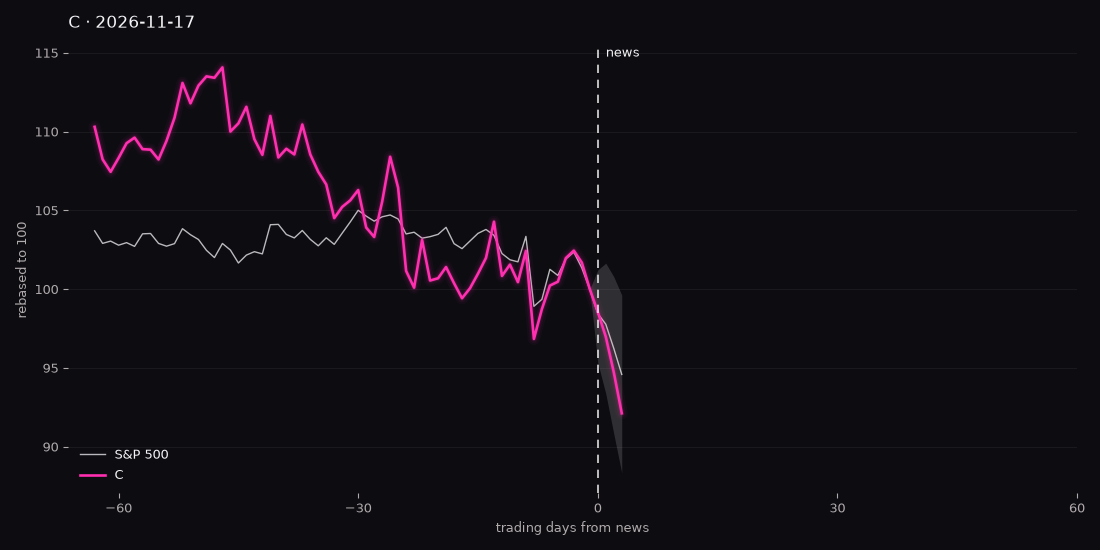 C · 2026-11-17
news
115
110
105
100
95
90
rebased to 100
S&P 500
C
−60
−30
0
30
60
trading days from news